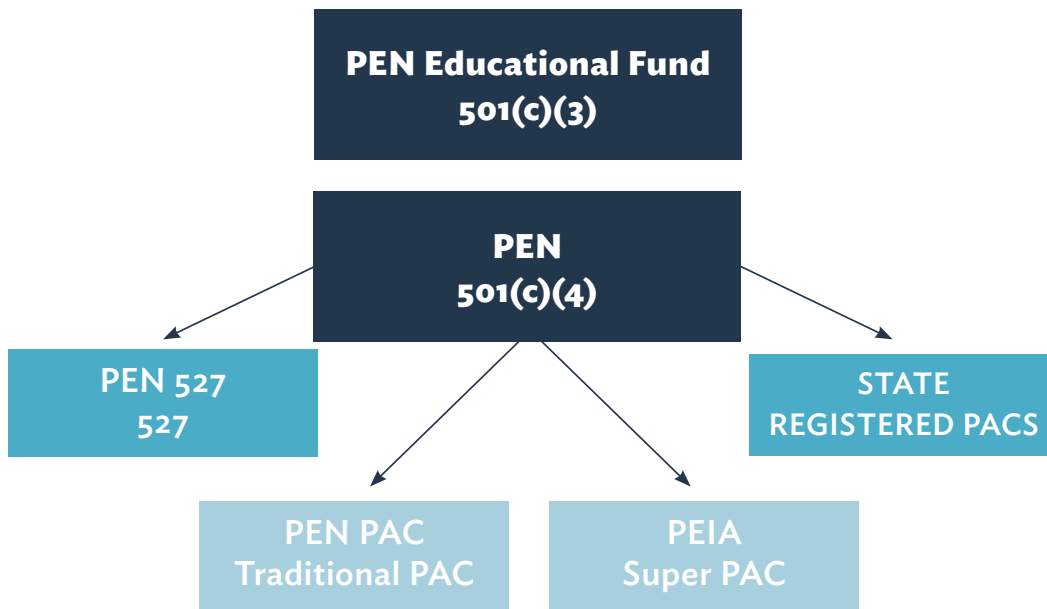 PEN Educational Fund
501(c)(3)
PEN
501(c)(4)
PEN 527
527
STATE
REGISTERED PACS
PEN PAC
Traditional PAC
PEIA
Super PAC